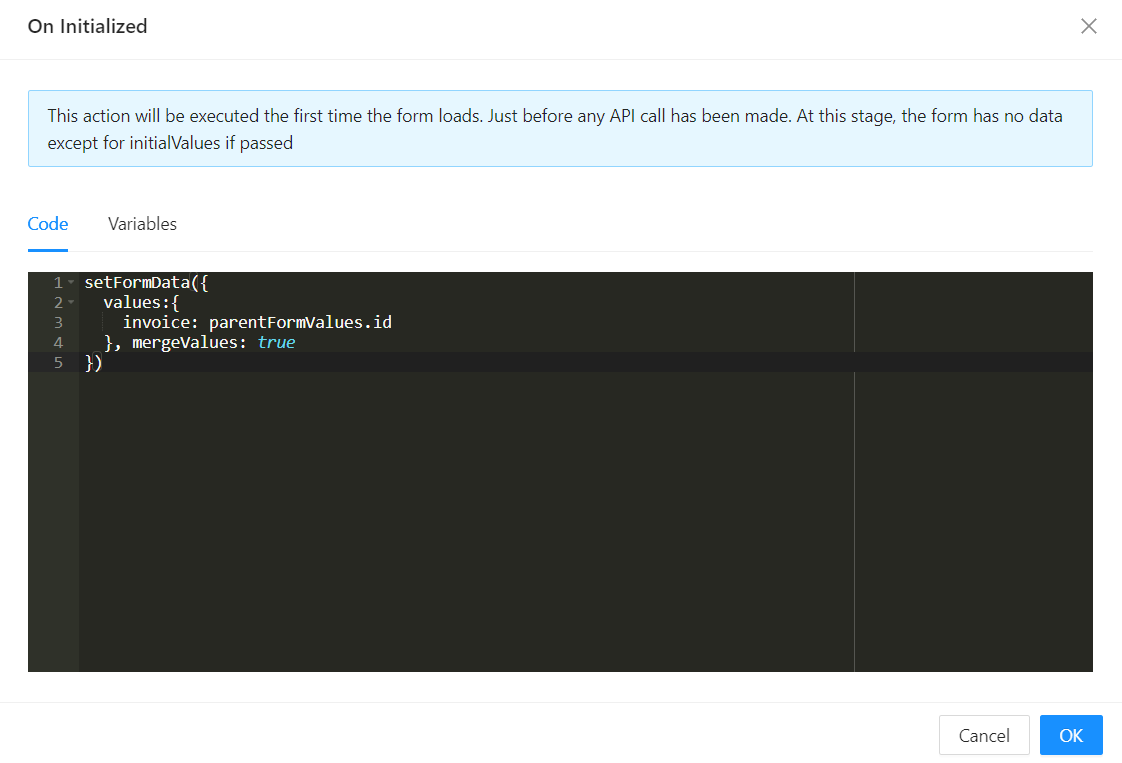 On Initialized
This action will be executed the first time the form loads. Just before any API call has been made. At this stage, the form has no data
except for initialValues if passed
Code Variables
1 setFormData({
2 values:{
3 invoice: parentFormValues.id
4 }, mergeValues: true
5 })
Cancel OK